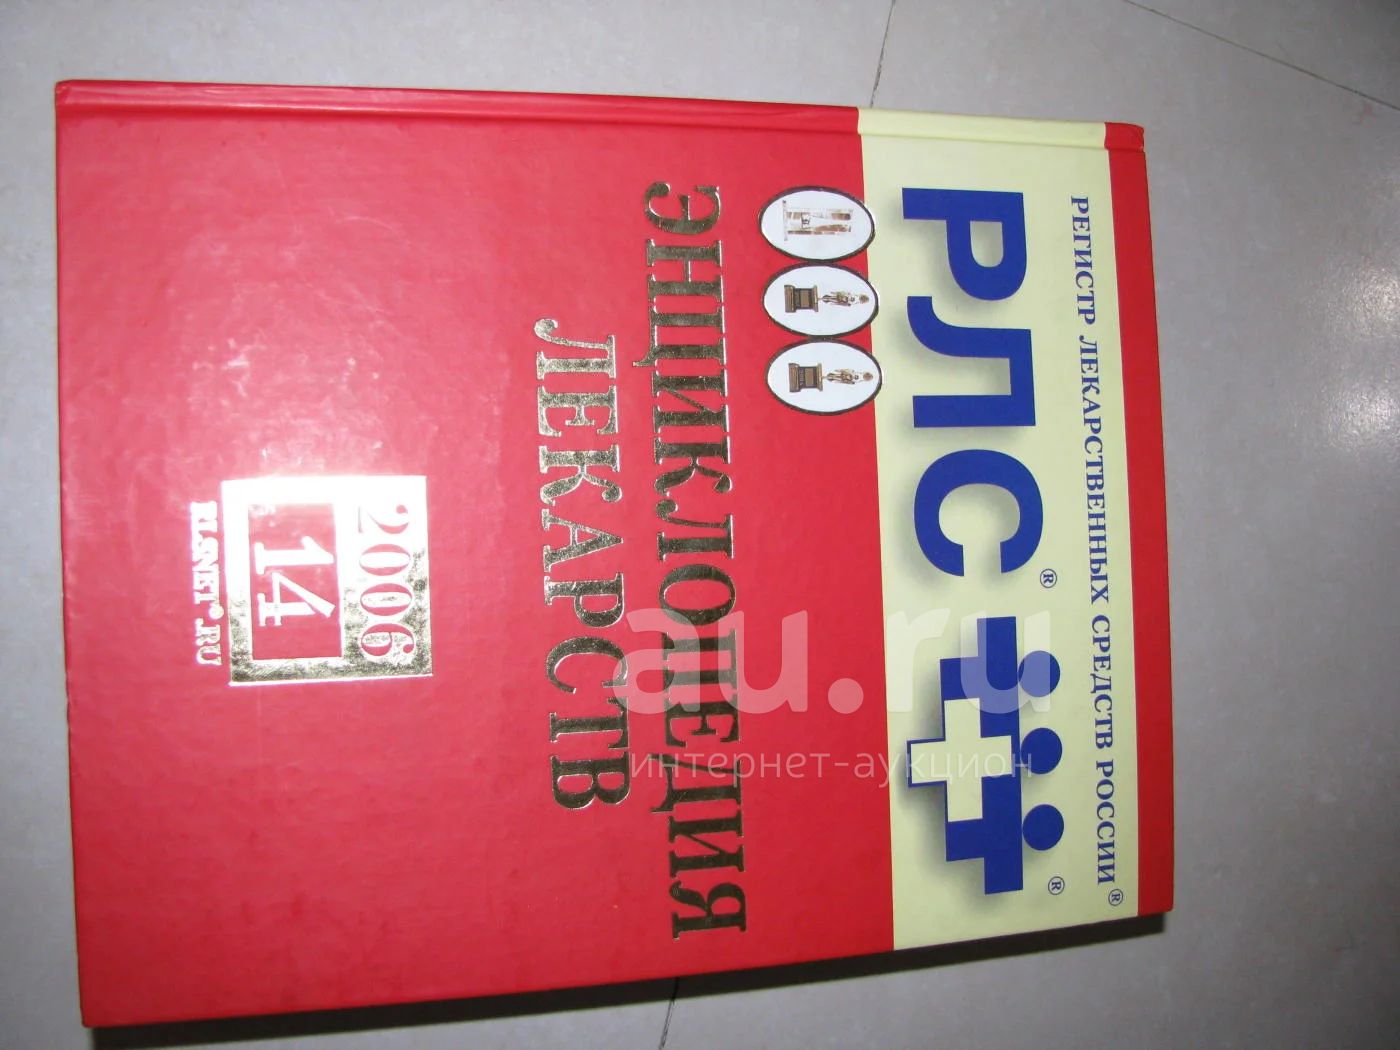 РЕГИСТР ЛЕКАРСТВЕННЫХ СРЕДСТВ РОССИИ®
РЛС® ®
ЭНЦИКЛОПЕДИЯ
ЛЕКАРСТВ
2006
14
RLSNET®.RU
au.ru
интернет-аукцион